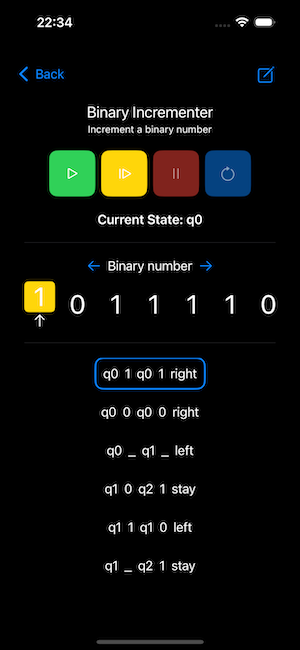 22:34
Back
Binary Incrementer
Increment a binary number
Current State: q0
← Binary number →
1 0 1 1 1 1 0
↑
q0 1 q0 1 right
q0 0 q0 0 right
q0 _ q1 _ left
q1 0 q2 1 stay
q1 1 q1 0 left
q1 _ q2 1 stay